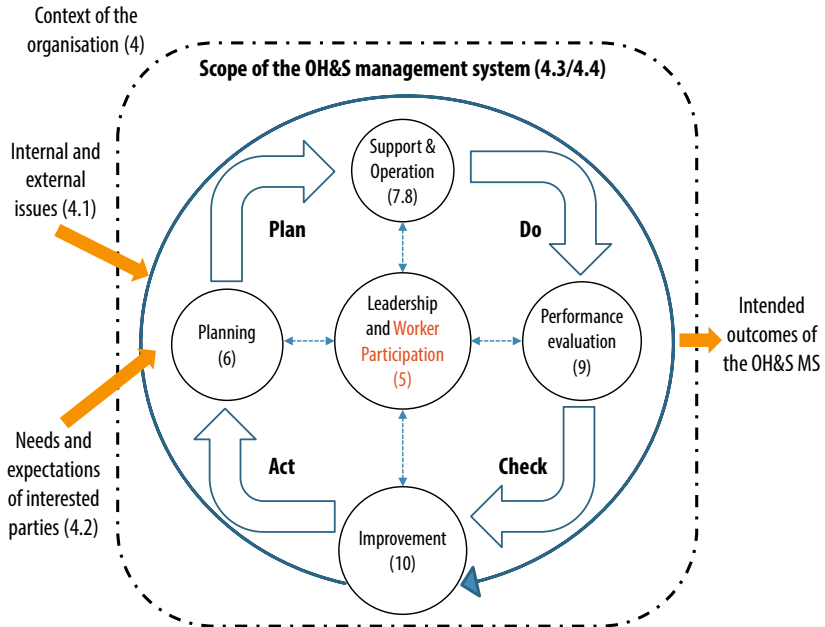 Context of the
organisation (4)
Scope of the OH&S management system (4.3/4.4)
Internal and
external
issues (4.1)
Support &
Operation
(7.8)
Plan
Do
Leadership
and Worker
Participation
(5)
Planning
(6)
Performance
evaluation
(9)
Intended
outcomes of
the OH&S MS
Needs and
expectations
of interested
parties (4.2)
Act
Check
Improvement
(10)